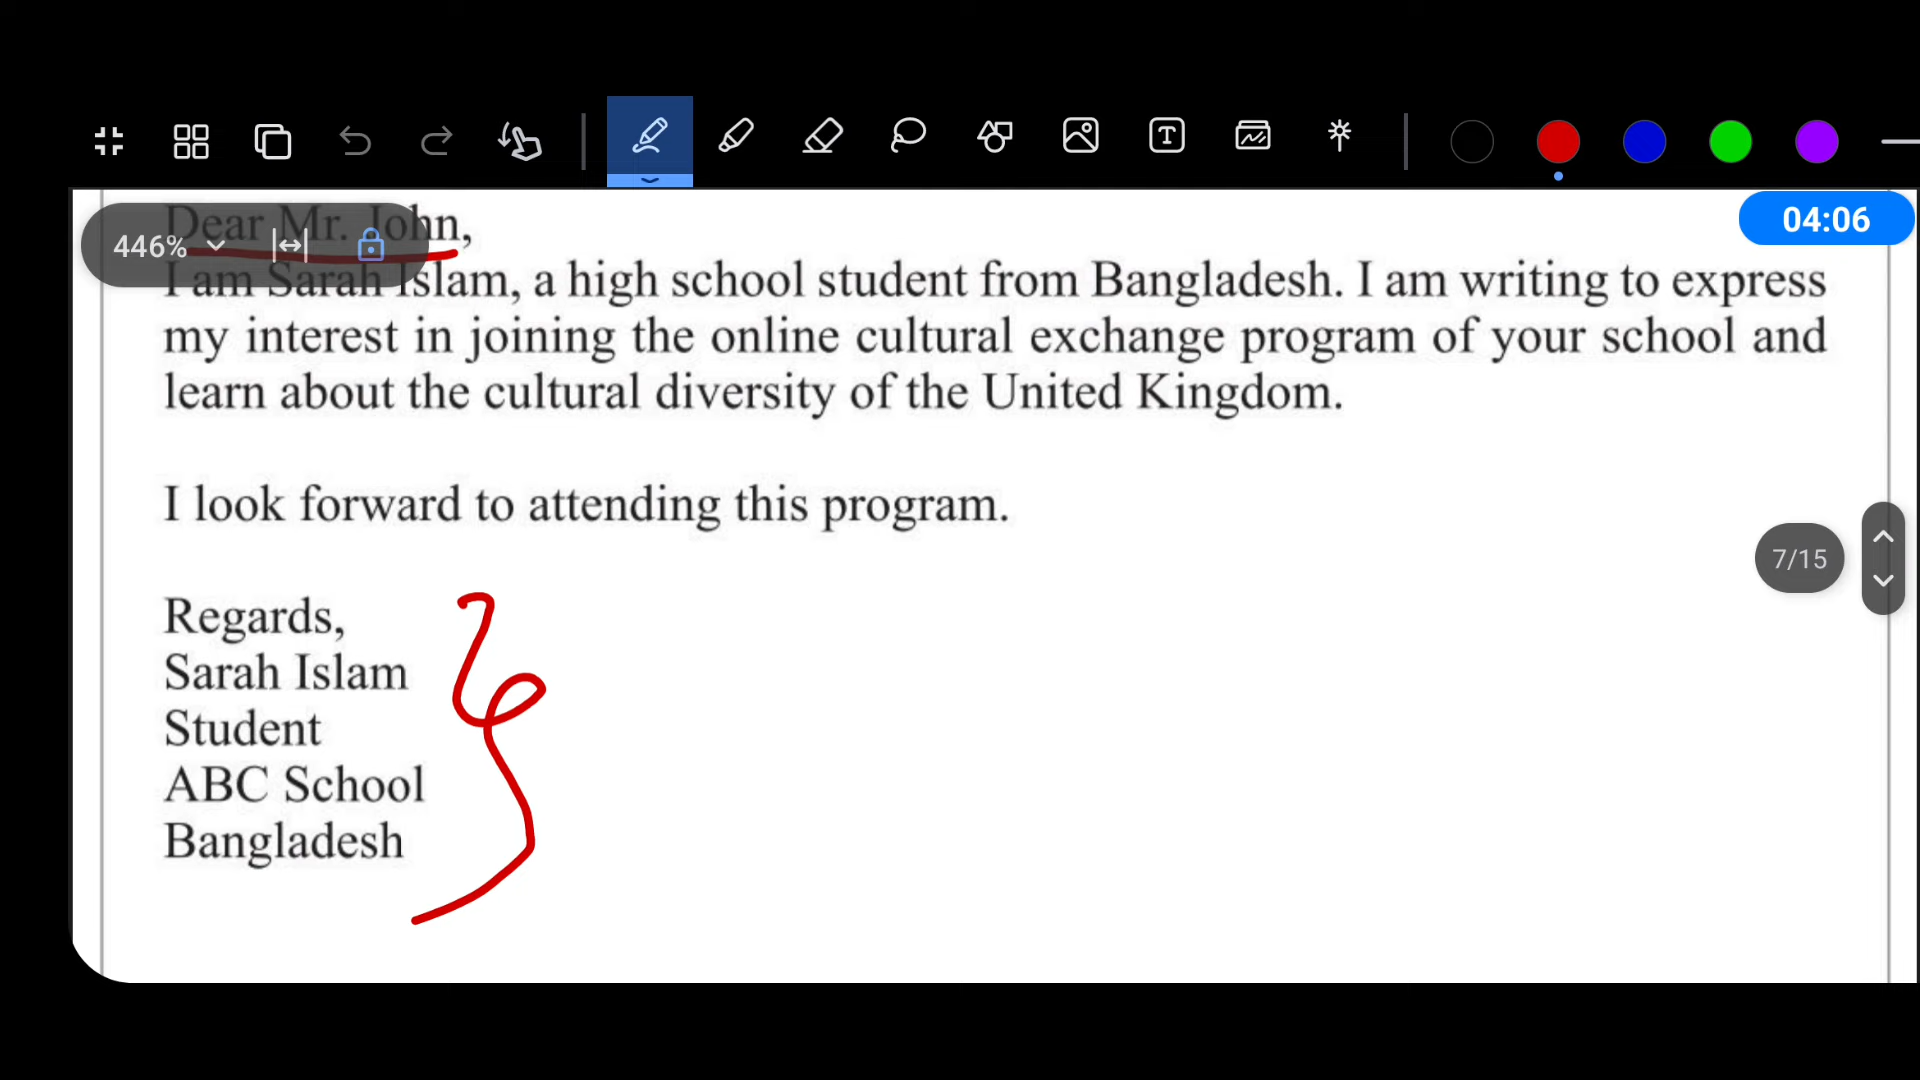 04:06
446%
Dear Mr. John,
I am Sarah Islam, a high school student from Bangladesh. I am writing to express
my interest in joining the online cultural exchange program of your school and
learn about the cultural diversity of the United Kingdom.
I look forward to attending this program.
7/15
Regards,
Sarah Islam
Student
ABC School
Bangladesh